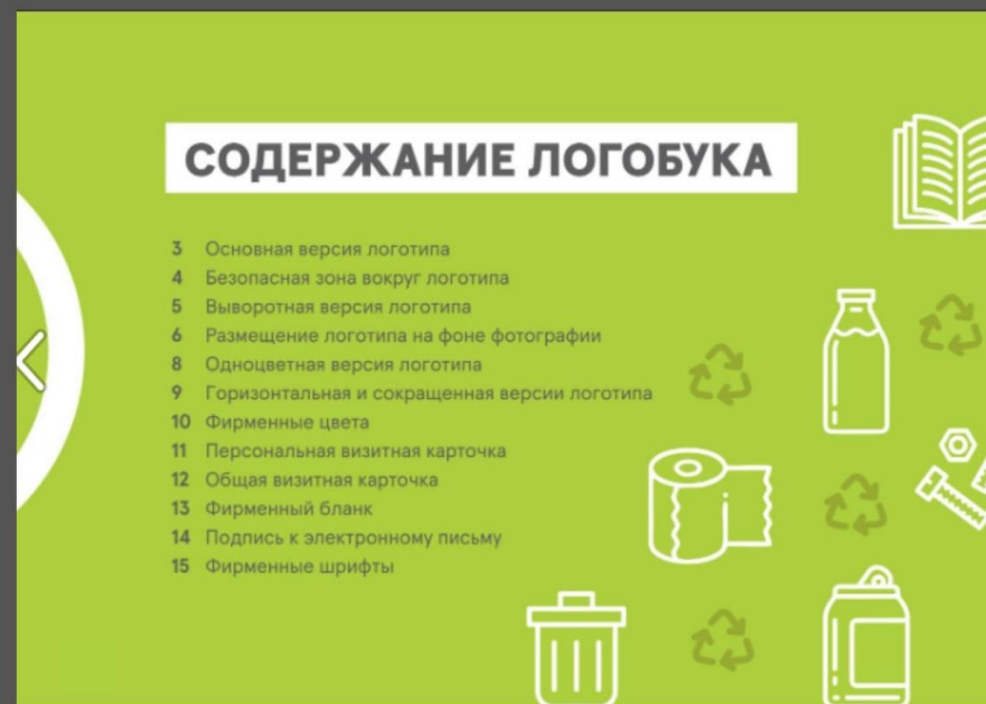 СОДЕРЖАНИЕ ЛОГОБУКА
3 Основная версия логотипа
4 Безопасная зона вокруг логотипа
5 Выворотная версия логотипа
6 Размещение логотипа на фоне фотографии
8 Одноцветная версия логотипа
9 Горизонтальная и сокращенная версии логотипа
10 Фирменные цвета
11 Персональная визитная карточка
12 Общая визитная карточка
13 Фирменный бланк
14 Подпись к электронному письму
15 Фирменные шрифты